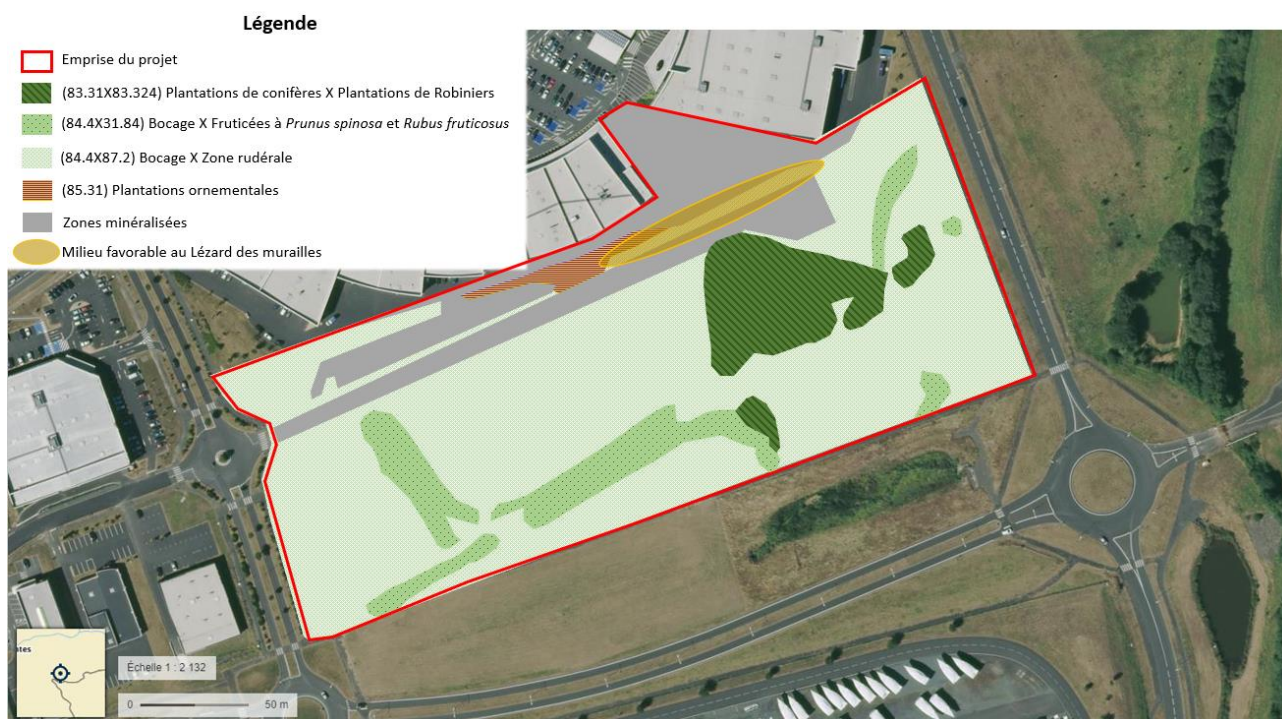 Légende
Emprise du projet
(83.31X83.324) Plantations de conifères X Plantations de Robiniers
(84.4X31.84) Bocage X Fruticées à Prunus spinosa et Rubus fruticosus
(84.4X87.2) Bocage X Zone rudérale
(85.31) Plantations ornementales
Zones minéralisées
Milieu favorable au Lézard des murailles
tes
Échelle 1 : 2 132
0 50 m